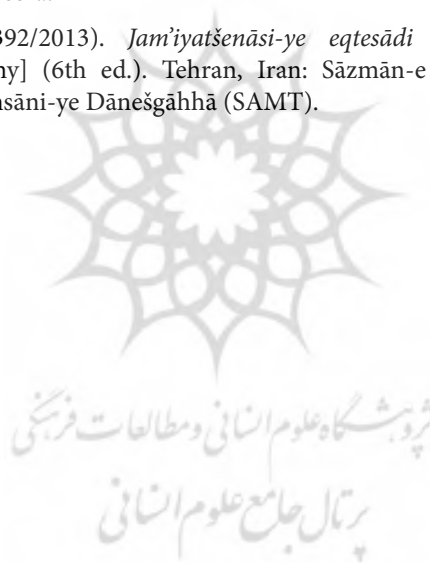 392/2013). Jam'iyatšenāsi-ye eqtesādi
ny] (6th ed.). Tehran, Iran: Sāzmān-e
nsāni-ye Dānešgāhhā (SAMT).
پژوهشگاه علوم انسانی و مطالعات فرهنگی
پرتال جامع علوم انسانی